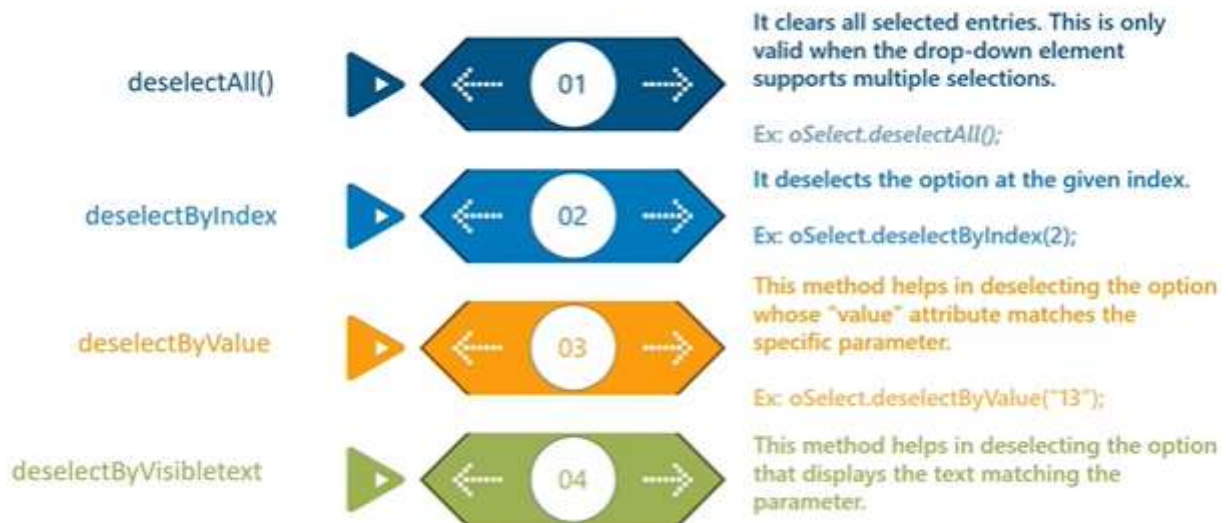 deselectAll()
01
It clears all selected entries. This is only
valid when the drop-down element
supports multiple selections.
Ex: oSelect.deselectAll();
deselectByIndex
02
It deselects the option at the given index.
Ex: oSelect.deselectByIndex(2);
deselectByValue
03
This method helps in deselecting the option
whose "value" attribute matches the
specific parameter.
Ex: oSelect.deselectByValue("13");
deselectByVisibletext
04
This method helps in deselecting the option
that displays the text matching the
parameter.